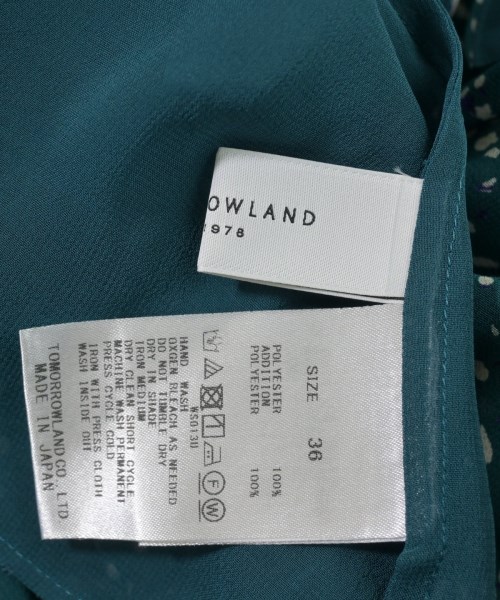 OWLAND
1978
SIZE 36
POLYESTER 100%
ADDITION
POLYESTER 100%
WS013U
HAND WASH
OXGEN BLEACH AS NEEDED
DO NOT TUMBLE DRY
DRY IN SHADE
IRON MEDIUM
DRY CLEAN SHORT CYCLE
MACHINE WASH PERMANENT
PRESS CYCLE COLD
IRON WITH PRESS CLOTH
WASH INSIDE OUT
TOMORROWLAND CO., LTD
MADE IN JAPAN